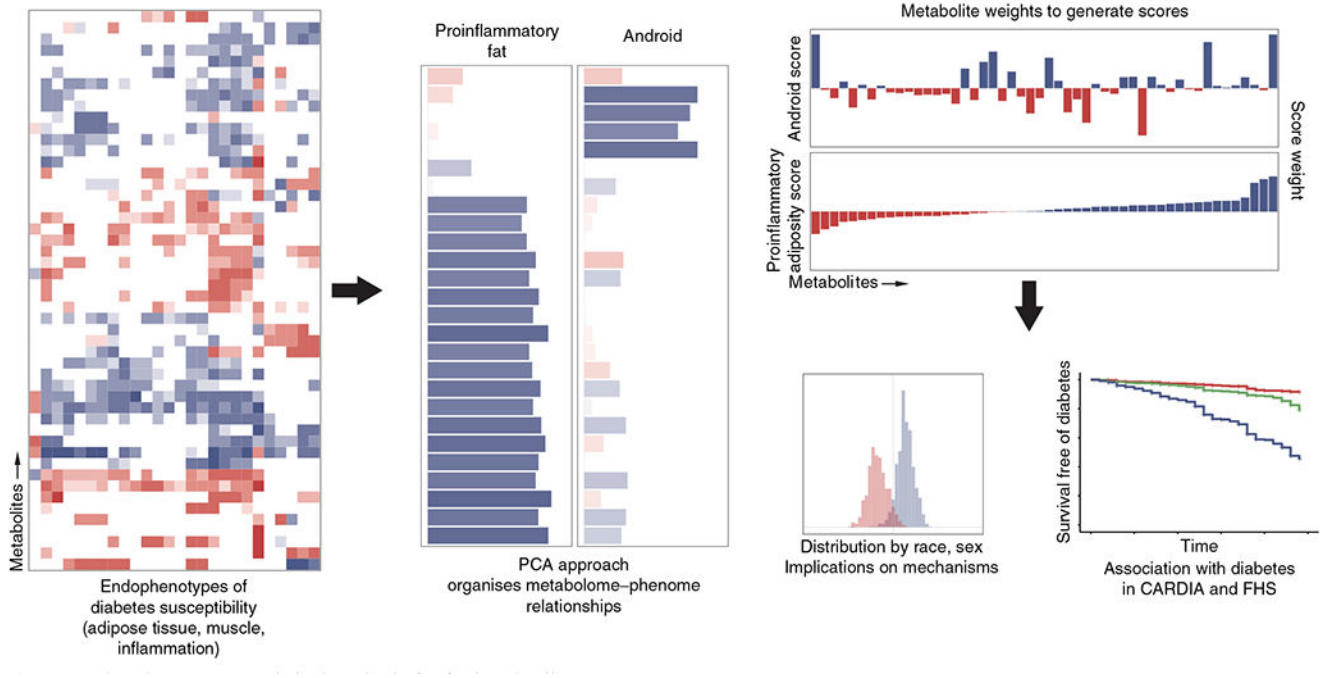 Metabolites
Endophenotypes of
diabetes susceptibility
(adipose tissue, muscle,
inflammation)
Proinflammatory
fat
Android
PCA approach
organises metabolome–phenome
relationships
Metabolite weights to generate scores
Android score
Proinflammatory
adiposity score
Score weight
Metabolites
Distribution by race, sex
Implications on mechanisms
Survival free of diabetes
Time
Association with diabetes
in CARDIA and FHS